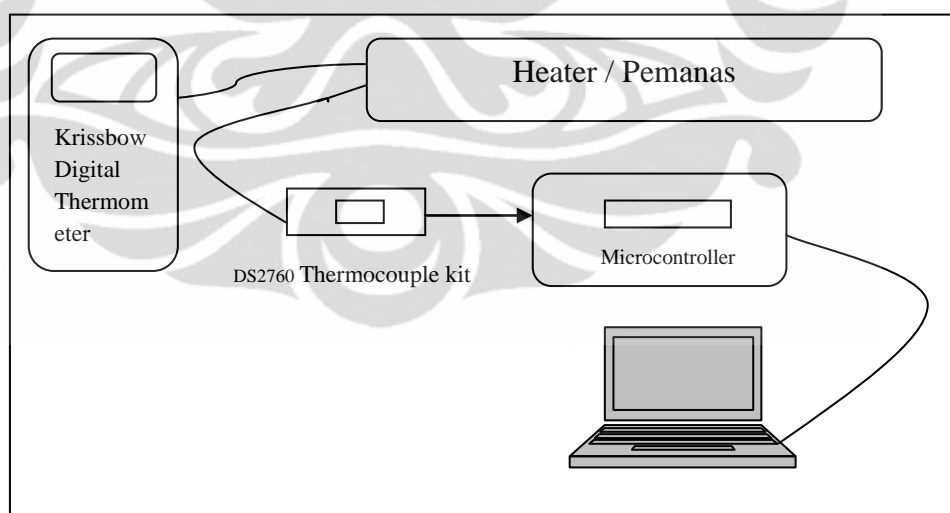 Heater / Pemanas
Krissbow
Digital
Thermom
eter
DS2760 Thermocouple kit
Microcontroller